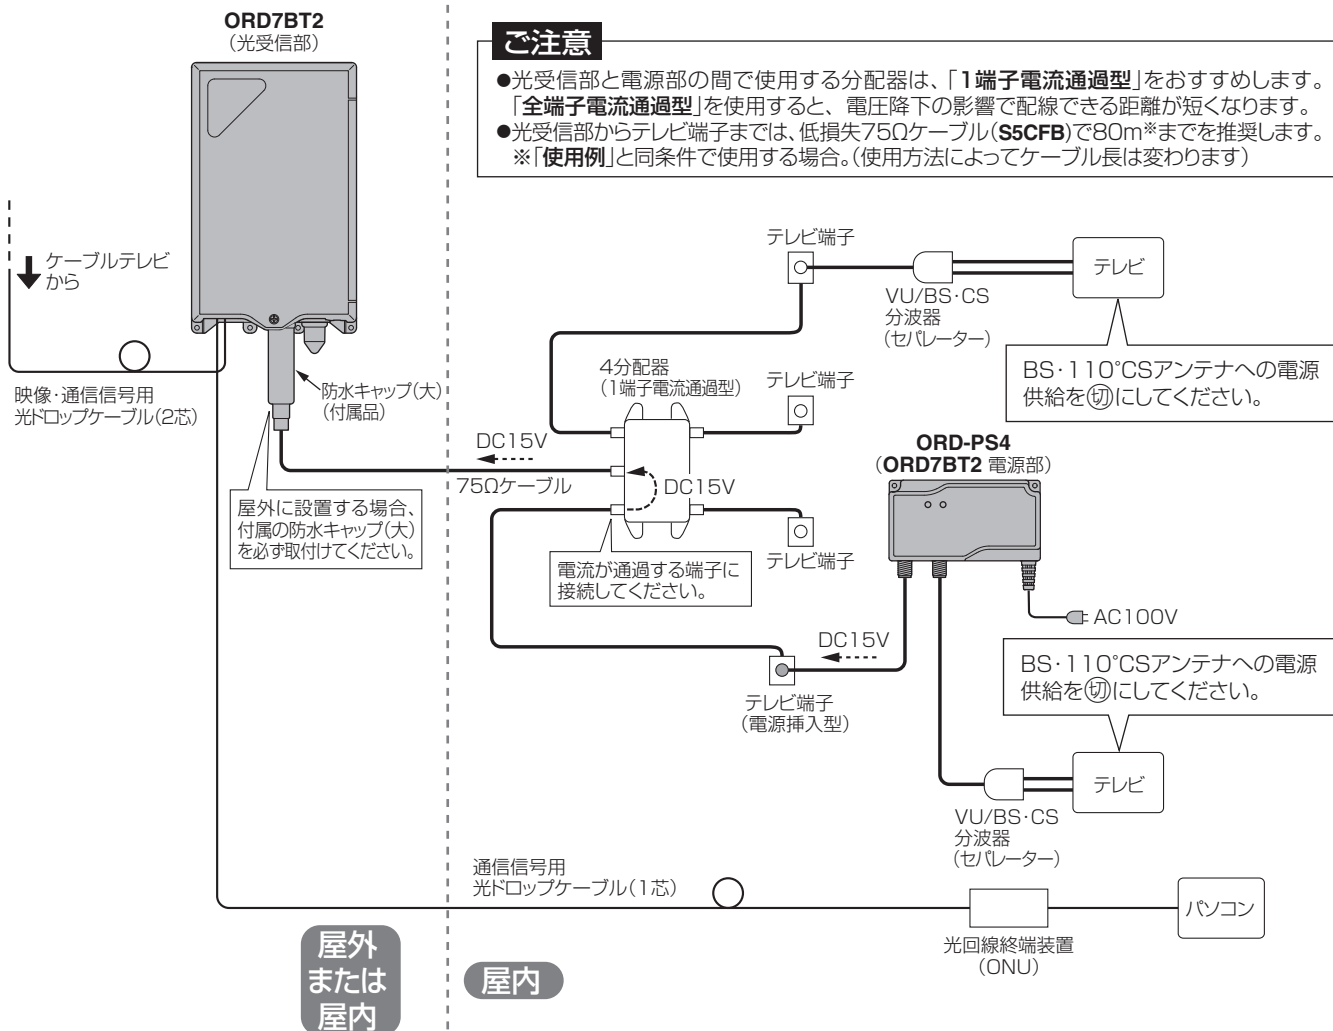 ORD7BT2
（光受信部）
ご注意
●光受信部と電源部の間で使用する分配器は、「1端子電流通過型」をおすすめします。
「全端子電流通過型」を使用すると、電圧降下の影響で配線できる距離が短くなります。
●光受信部からテレビ端子までは、低損失75Ωケーブル(S5CFB)で80m※までを推奨します。
※「使用例」と同条件で使用する場合。（使用方法によってケーブル長は変わります）
ケーブルテレビ
から
映像・通信信号用
光ドロップケーブル（2芯）
防水キャップ（大）
（付属品）
屋外に設置する場合、
付属の防水キャップ（大）
を必ず取付けてください。
DC15V
75Ωケーブル
4分配器
（1端子電流通過型）
DC15V
電流が通過する端子に
接続してください。
テレビ端子
VU/BS・CS
分波器
（セパレーター）
テレビ
BS・110°CSアンテナへの電源
供給を㊞にしてください。
テレビ端子
テレビ端子
ORD-PS4
（ORD7BT2 電源部）
AC100V
DC15V
テレビ端子
（電源挿入型）
BS・110°CSアンテナへの電源
供給を切にしてください。
テレビ
VU/BS・CS
分波器
（セパレーター）
通信信号用
光ドロップケーブル（1芯）
光回線終端装置
（ONU）
パソコン
屋外
または
屋内
屋内